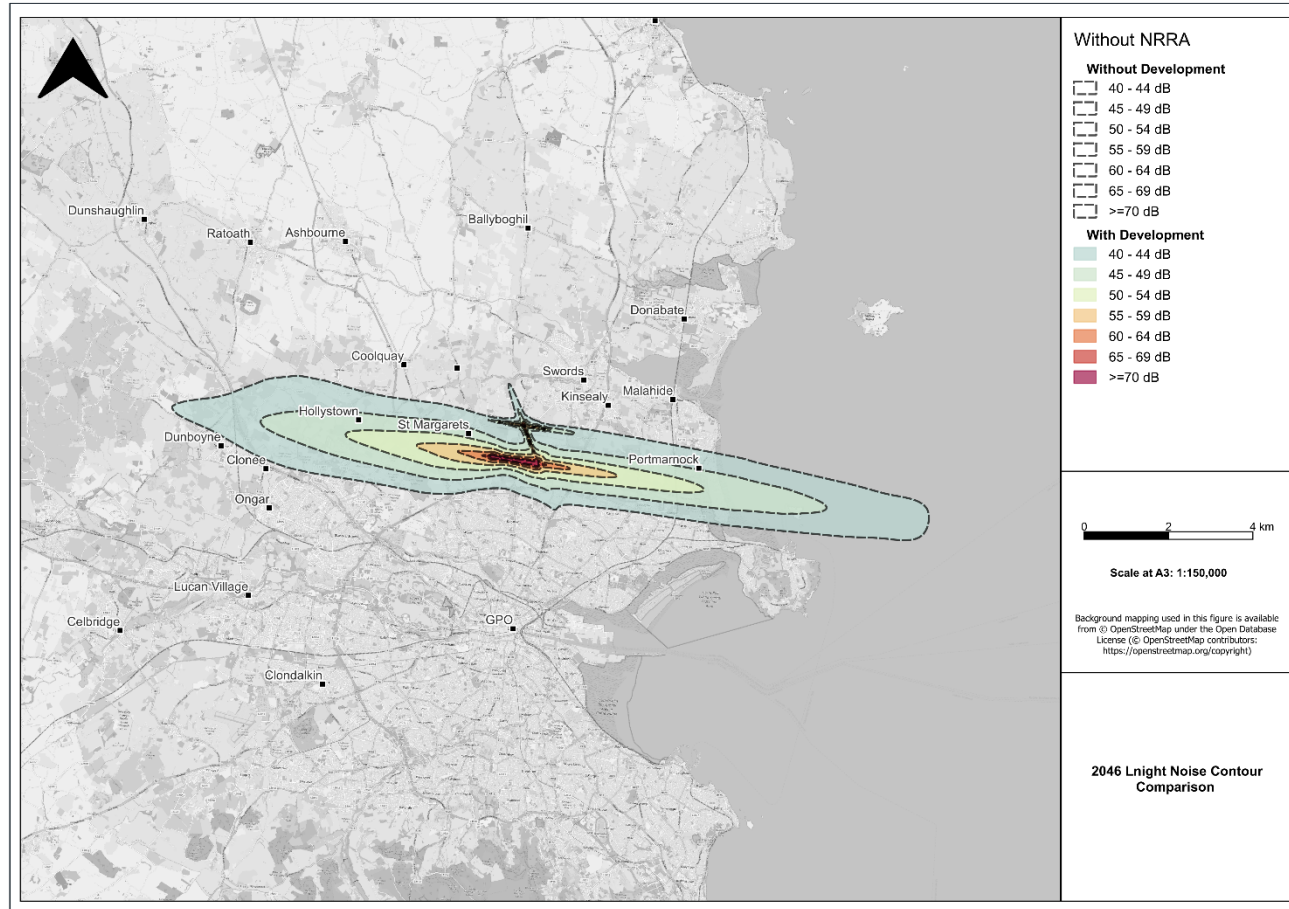 Without NRRA
Without Development
40 - 44 dB
45 - 49 dB
50 - 54 dB
55 - 59 dB
60 - 64 dB
65 - 69 dB
>=70 dB
With Development
40 - 44 dB
45 - 49 dB
50 - 54 dB
55 - 59 dB
60 - 64 dB
65 - 69 dB
>=70 dB
Dunshaughlin
Ratoath
Ashbourne
Ballyboghil
Donabate
Coolquay
Swords
Kinsealy
Malahide
Hollystown
St Margarets
Dunboyne
Clonee
Portmarnock
Ongar
Lucan Village
Celbridge
GPO
Clondalkin
0 2 4 km
Scale at A3: 1:150,000
Background mapping used in this figure is available
from © OpenStreetMap under the Open Database
License (© OpenStreetMap contributors:
https://openstreetmap.org/copyright)
2046 Lnight Noise Contour
Comparison